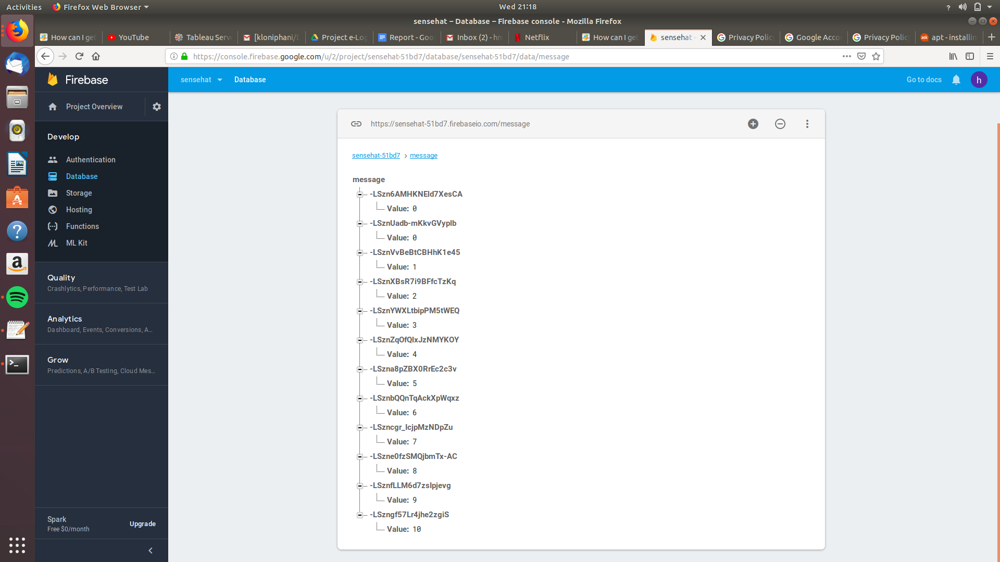 Activities
Firefox Web Browser
Wed 21:18
?
sensehat – Database – Firefox console - Mozilla Firefox
How can I get
YouTube
Tableau Serv
[kloniphani/D
Project e-Log
Report - Goo
Inbox (2) - hn
Netflix
How can I get
sensehat -
Privacy Polic
Google Acco
Privacy Polic
apt - installin
https://console.firebase.google.com/u/2/project/sensehat-51bd7/database/sensehat-51bd7/data/message
Firebase
sensehat
Database
Go to docs
h
Project Overview
Develop
Authentication
Database
Storage
Hosting
Functions
ML Kit
Quality
Crashlytics, Performance, Test Lab
Analytics
Dashboard, Events, Conversions, A...
Grow
Predictions, A/B Testing, Cloud Mes...
Spark
Free $0/month
Upgrade
https://sensehat-51bd7.firebaseio.com/message
sensehat-51bd7 > message
message
-LSzn6AMHKNEld7XesCA
Value: 0
-LSznUadb-mKkvGVyplb
Value: 0
-LSznVvBeBtCBHhK1e45
Value: 1
-LSznXBsR7i9BFfcTzKq
Value: 2
-LSznYWXLtbipPM5tWEQ
Value: 3
-LSznZqOfQlxJzNMYKOY
Value: 4
-LSzna8pZBX0RrEc2c3v
Value: 5
-LSznbQQnTqAckXpWqxz
Value: 6
-LSzncgr_IcjpMzNDpZu
Value: 7
-LSzne0fzSMQjbmTx-AC
Value: 8
-LSznfLLM6d7zsIpjevg
Value: 9
-LSzngf57Lr4jhe2zgiS
Value: 10